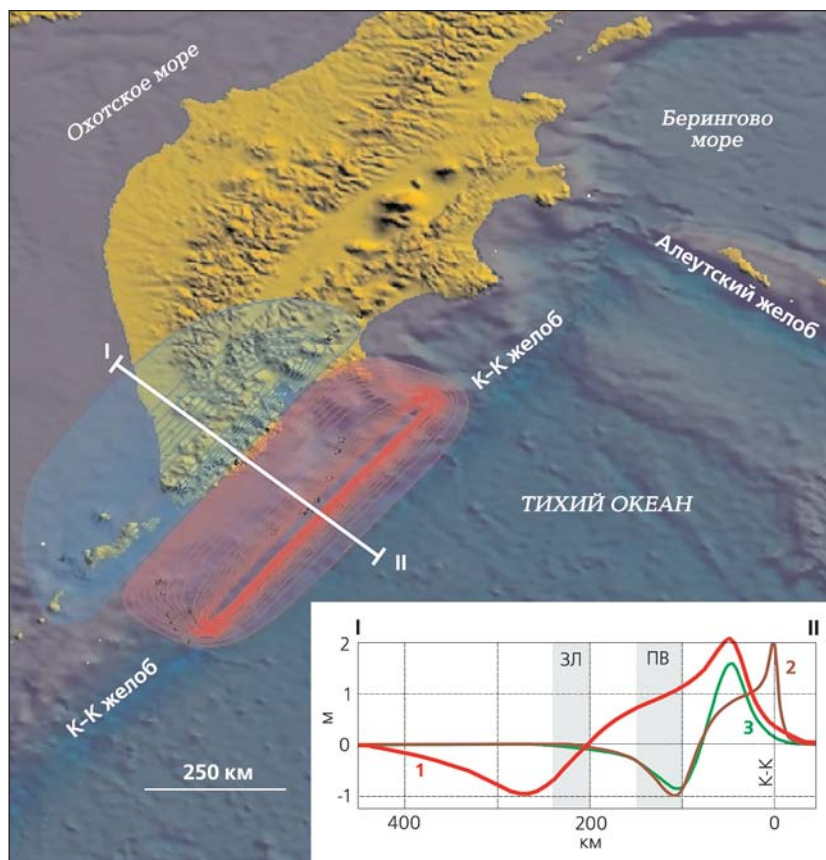 Охотское море
Берингово
море
Алеутский желоб
К–К желоб
I
ТИХИЙ ОКЕАН
II
К–К желоб
250 км
I
II
2
ЗЛ
ПВ
2
м
1
3
0
1
К–К
-1
400
200
0
км